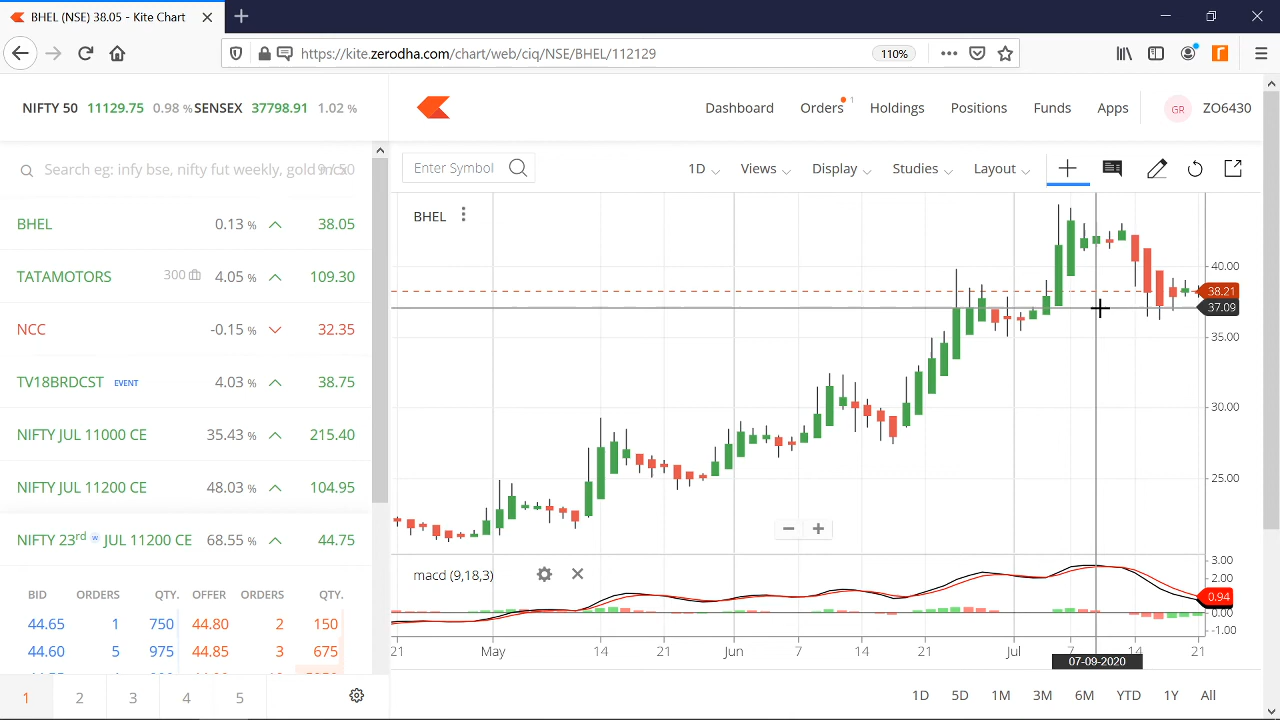 BHEL (NSE) 38.05 - Kite Chart
https://kite.zerodha.com/chart/web/ciq/NSE/BHEL/112129
110%
NIFTY 50 11129.75 0.98 % SENSEX 37798.91 1.02 %
Dashboard Orders 1 Holdings Positions Funds Apps GR ZO6430
Search eg: infy bse, nifty fut weekly, gold mcx
9 / 50
Enter Symbol 1D Views Display Studies Layout
BHEL 0.13 % 38.05
TATAMOTORS 300 4.05 % 109.30
NCC -0.15 % 32.35
TV18BRDCST EVENT 4.03 % 38.75
NIFTY JUL 11000 CE 35.43 % 215.40
NIFTY JUL 11200 CE 48.03 % 104.95
NIFTY 23rd w JUL 11200 CE 68.55 % 44.75
BID ORDERS QTY. OFFER ORDERS QTY.
44.65 1 750 44.80 2 150
44.60 5 975 44.85 3 675
1 2 3 4 5
BHEL
40.00
38.21
37.09
35.00
30.00
25.00
macd (9,18,3)
3.00
2.00
0.94
0.00
-1.00
21 May 14 21 Jun 7 14 21 Jul 7 14 21
07-09-2020
1D 5D 1M 3M 6M YTD 1Y All